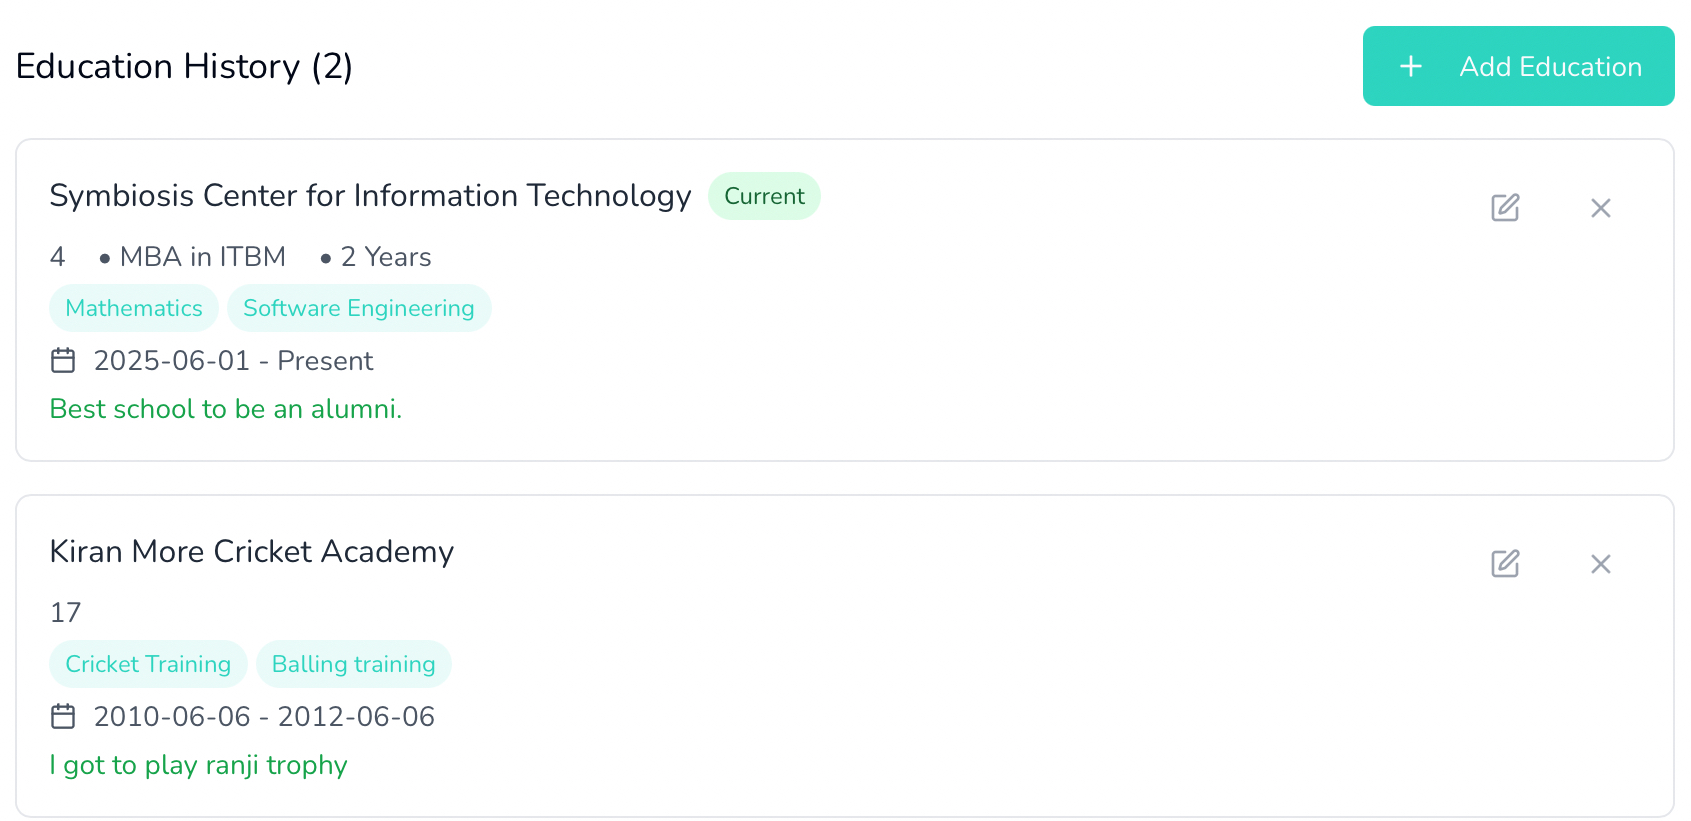 Education History (2)
+ Add Education
Symbiosis Center for Information Technology Current
4 • MBA in ITBM • 2 Years
Mathematics Software Engineering
2025-06-01 - Present
Best school to be an alumni.
Kiran More Cricket Academy
17
Cricket Training Balling training
2010-06-06 - 2012-06-06
I got to play ranji trophy